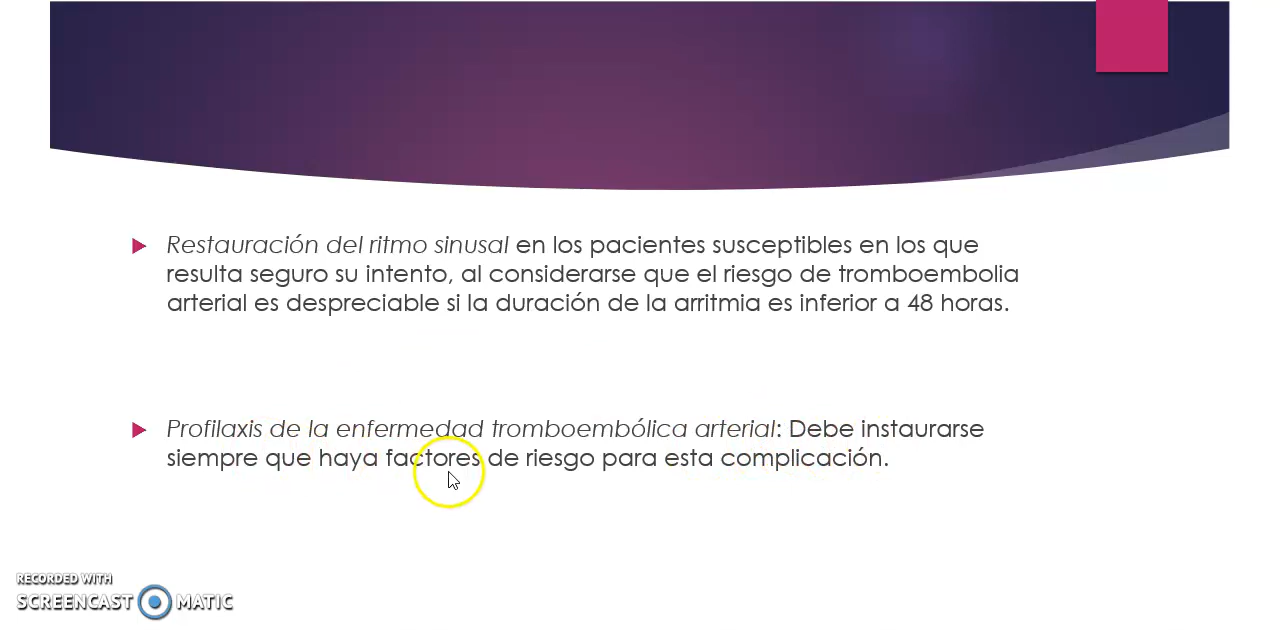 Restauración del ritmo sinusal en los pacientes susceptibles en los que
resulta seguro su intento, al considerarse que el riesgo de tromboembolia
arterial es despreciable si la duración de la arritmia es inferior a 48 horas.
Profilaxis de la enfermedad tromboembólica arterial: Debe instaurarse
siempre que haya factores de riesgo para esta complicación.
RECORDED WITH
SCREENCAST MATIC